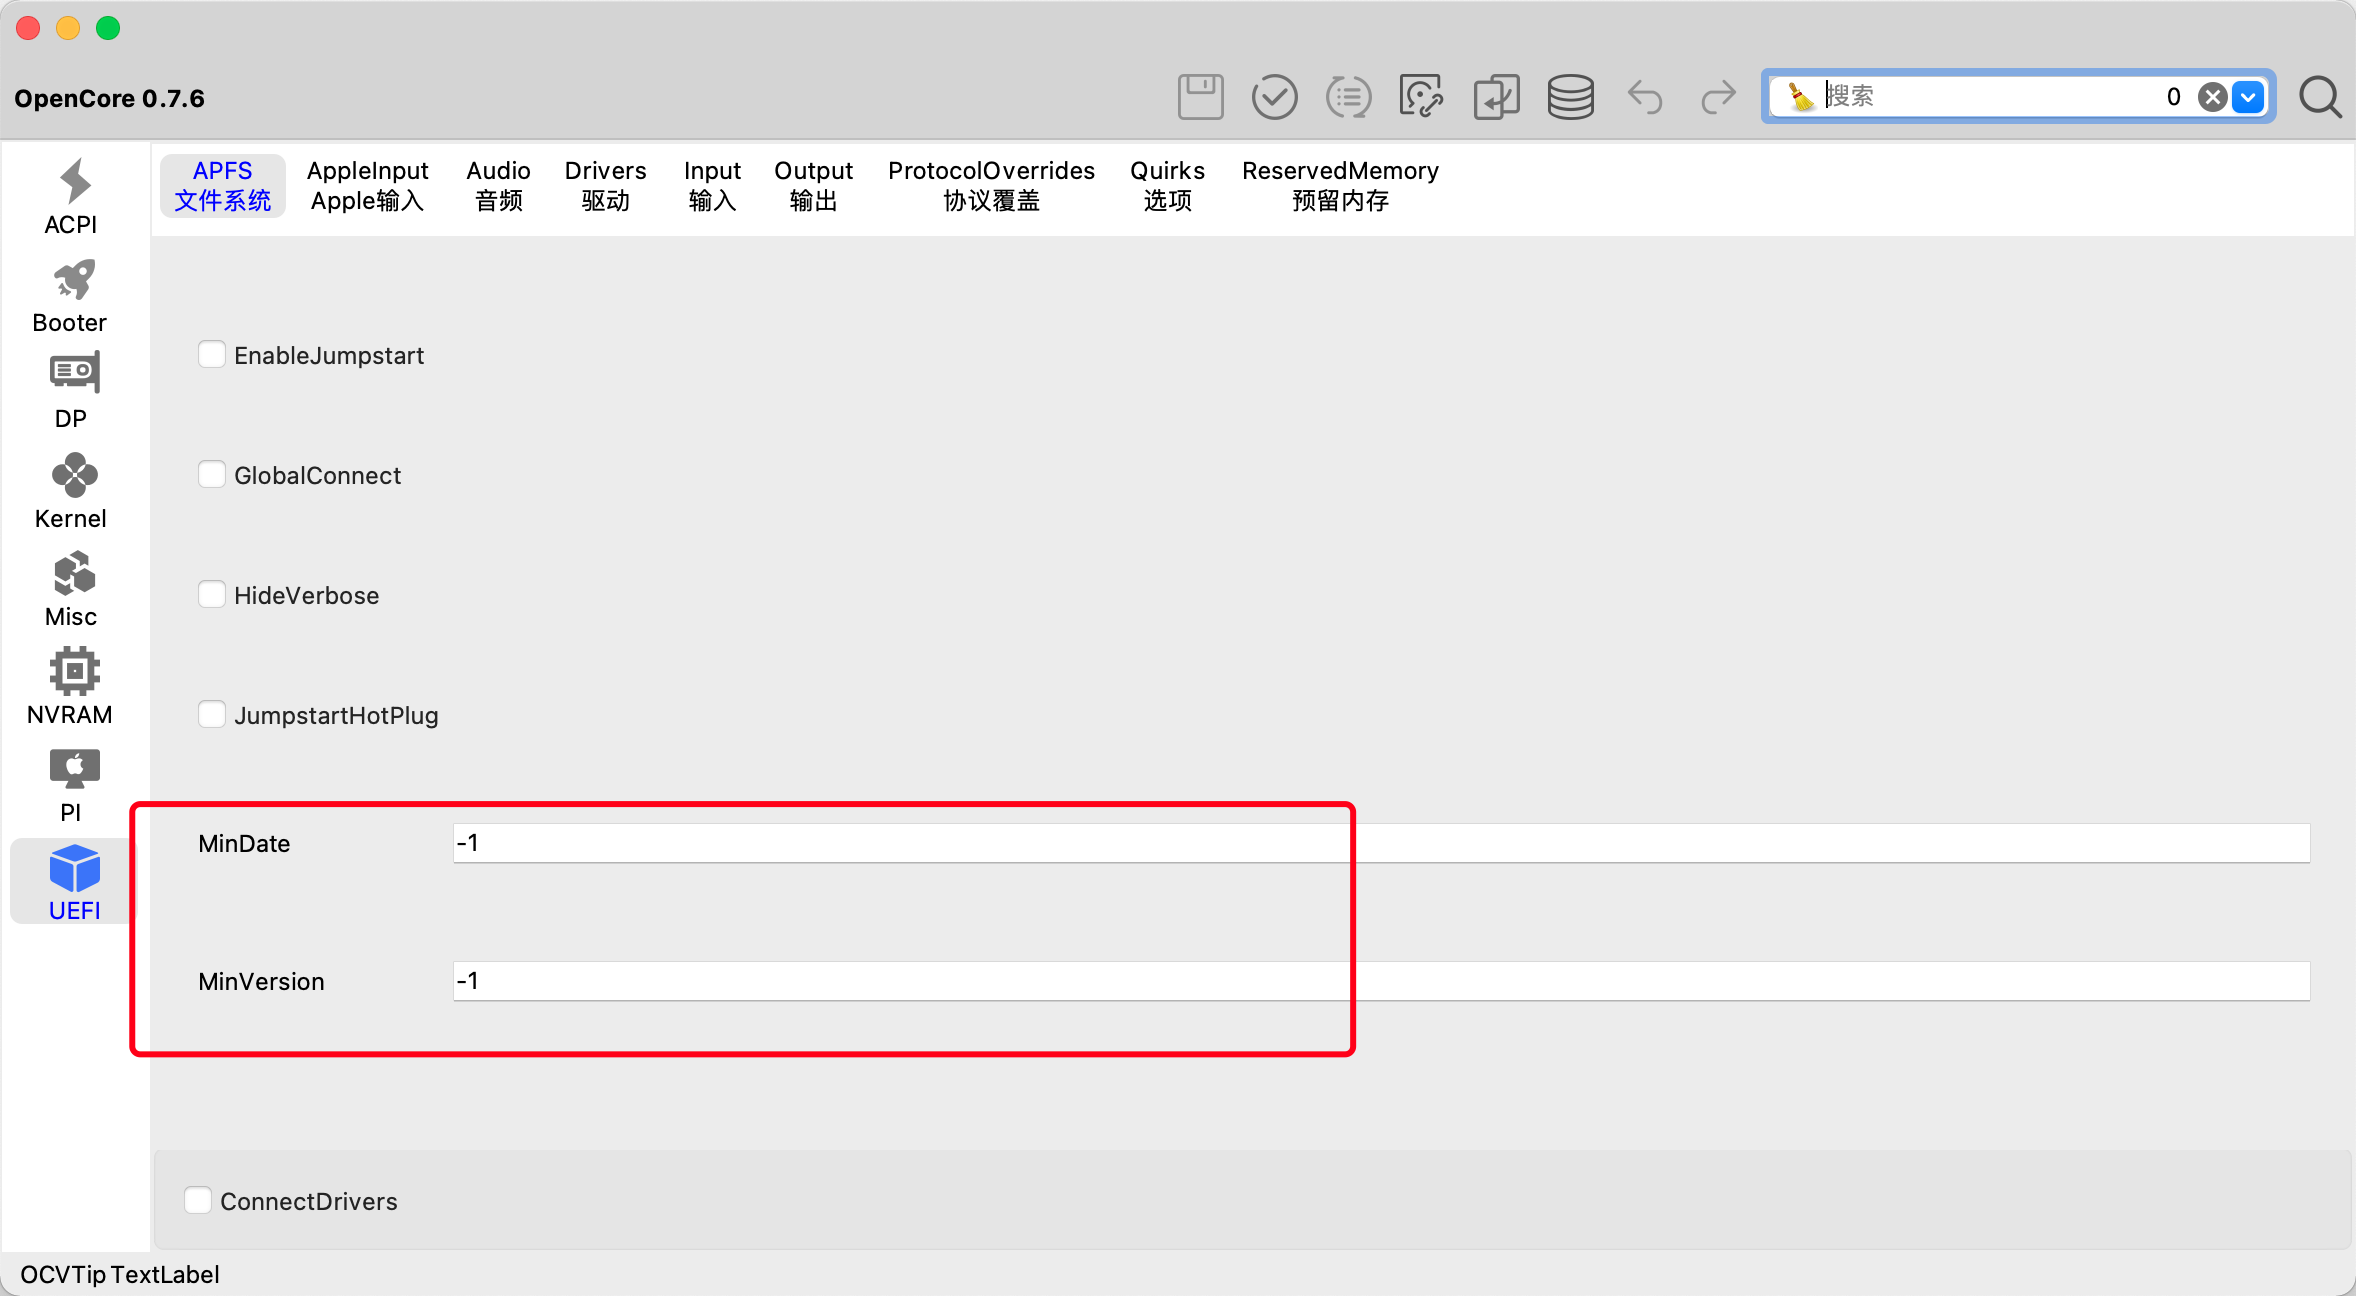 OpenCore 0.7.6
搜索
0
ACPI
Booter
DP
Kernel
Misc
NVRAM
PI
UEFI
APFS
文件系统
AppleInput
Apple输入
Audio
音频
Drivers
驱动
Input
输入
Output
输出
ProtocolOverrides
协议覆盖
Quirks
选项
ReservedMemory
预留内存
EnableJumpstart
GlobalConnect
HideVerbose
JumpstartHotPlug
MinDate -1
MinVersion -1
ConnectDrivers
OCVTip TextLabel